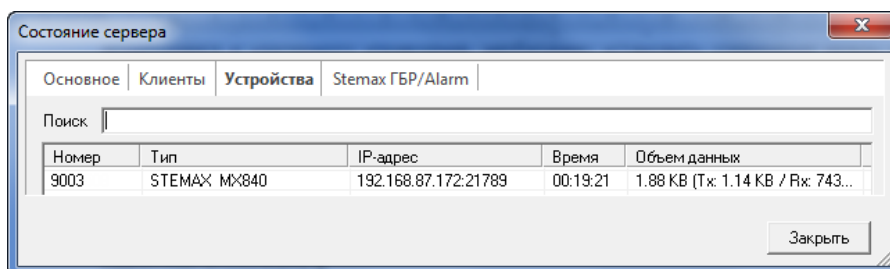 Состояние сервера
Основное Клиенты Устройства Stemax ГБР/Alarm
Поиск
Номер Тип IP-адрес Время Объем данных
9003 STEMAX MX840 192.168.87.172:21789 00:19:21 1.88 KB (Tx: 1.14 KB / Rx: 743...
Закрыть